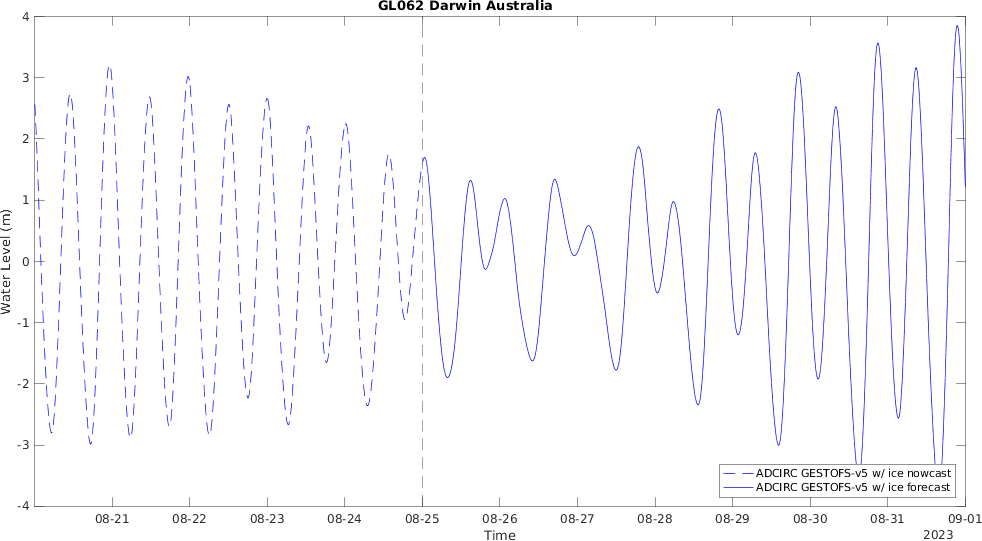 GL062 Darwin Australia
4
3
2
1
0
-1
-2
-3
-4
Water Level (m)
ADCIRC GESTOFS-v5 w/ ice nowcast
ADCIRC GESTOFS-v5 w/ ice forecast
08-21 08-22 08-23 08-24 08-25 08-26 08-27 08-28 08-29 08-30 08-31 09-01
Time
2023